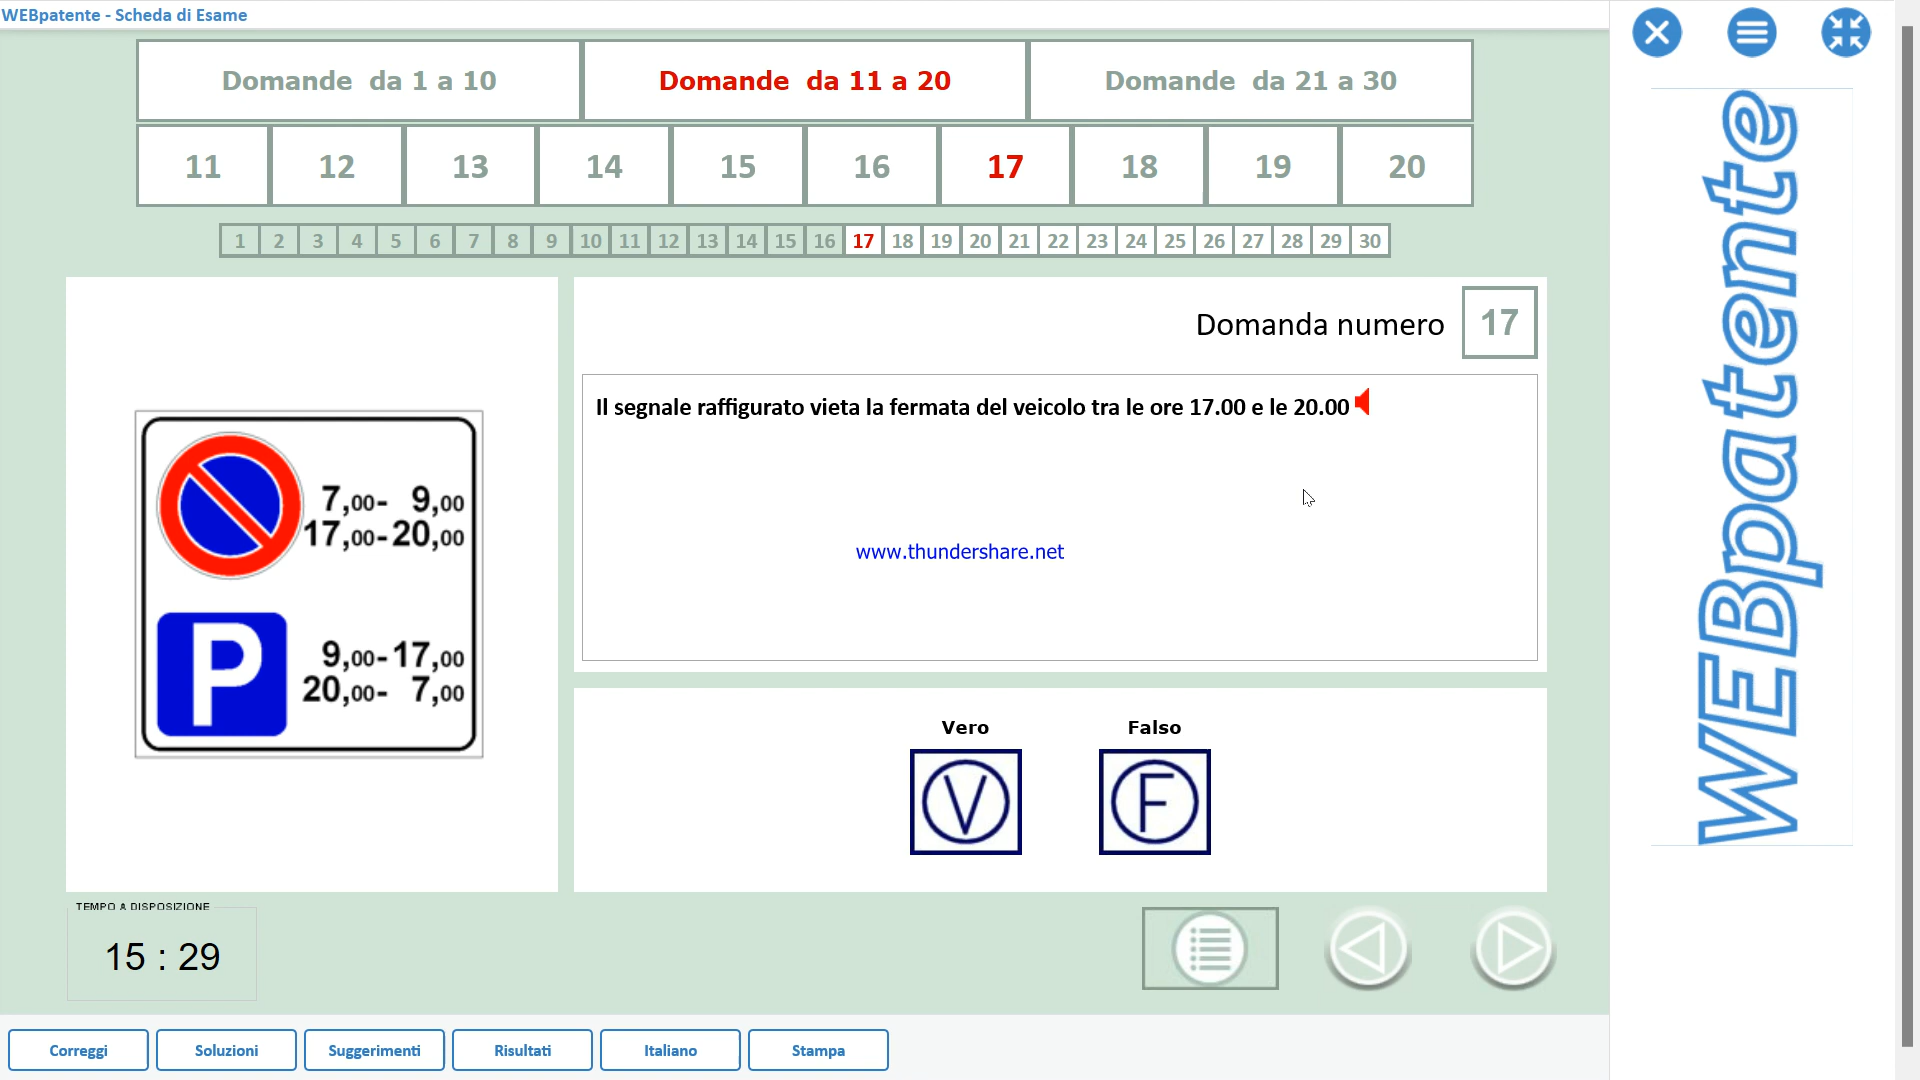 WEBpatente - Scheda di Esame
Domande da 1 a 10
Domande da 11 a 20
Domande da 21 a 30
11 12 13 14 15 16 17 18 19 20
1 2 3 4 5 6 7 8 9 10 11 12 13 14 15 16 17 18 19 20 21 22 23 24 25 26 27 28 29 30
Domanda numero 17
Il segnale raffigurato vieta la fermata del veicolo tra le ore 17.00 e le 20.00
www.thundershare.net
7,00- 9,00
17,00-20,00
P
9,00-17,00
20,00- 7,00
Vero
Falso
V
F
TEMPO A DISPOSIZIONE
15 : 29
Correggi
Soluzioni
Suggerimenti
Risultati
Italiano
Stampa
WEBpatente